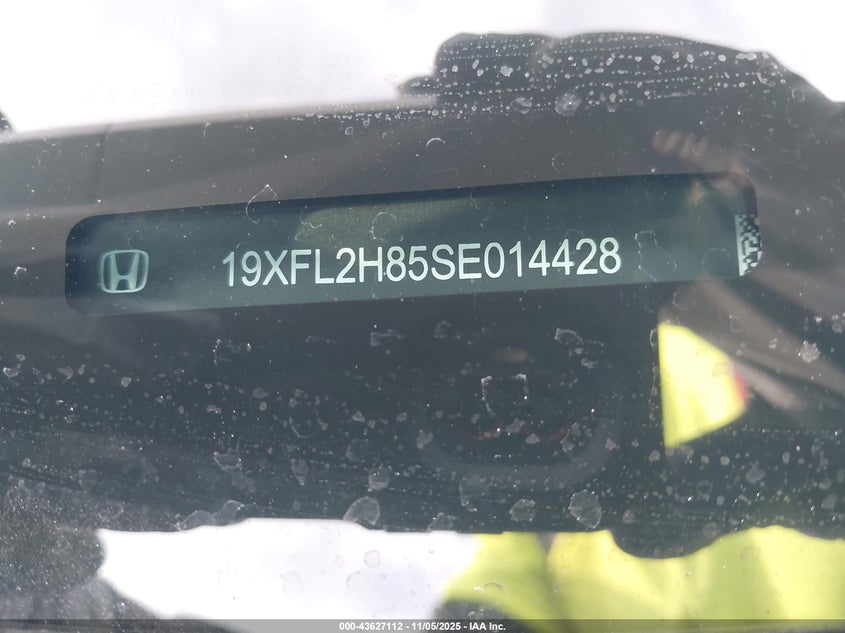 19XFL2H85SE014428
000-43627112 - 11/05/2025 - IAA Inc.